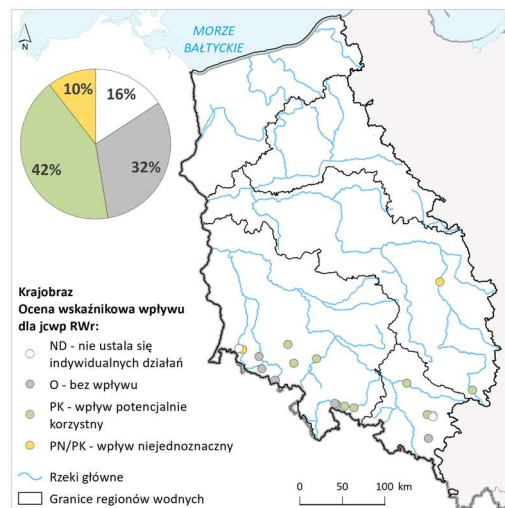 MORZE
BAŁTYCKIE
N
10%
16%
42%
32%
Krajobraz
Ocena wskaźnikowa wpływu
dla jcwp RWr:
ND - nie ustala się
indywidualnych działań
O - bez wpływu
PK - wpływ potencjalnie
korzystny
PN/PK - wpływ niejednoznaczny
Rzeki główne
Granice regionów wodnych
0 50 100 km